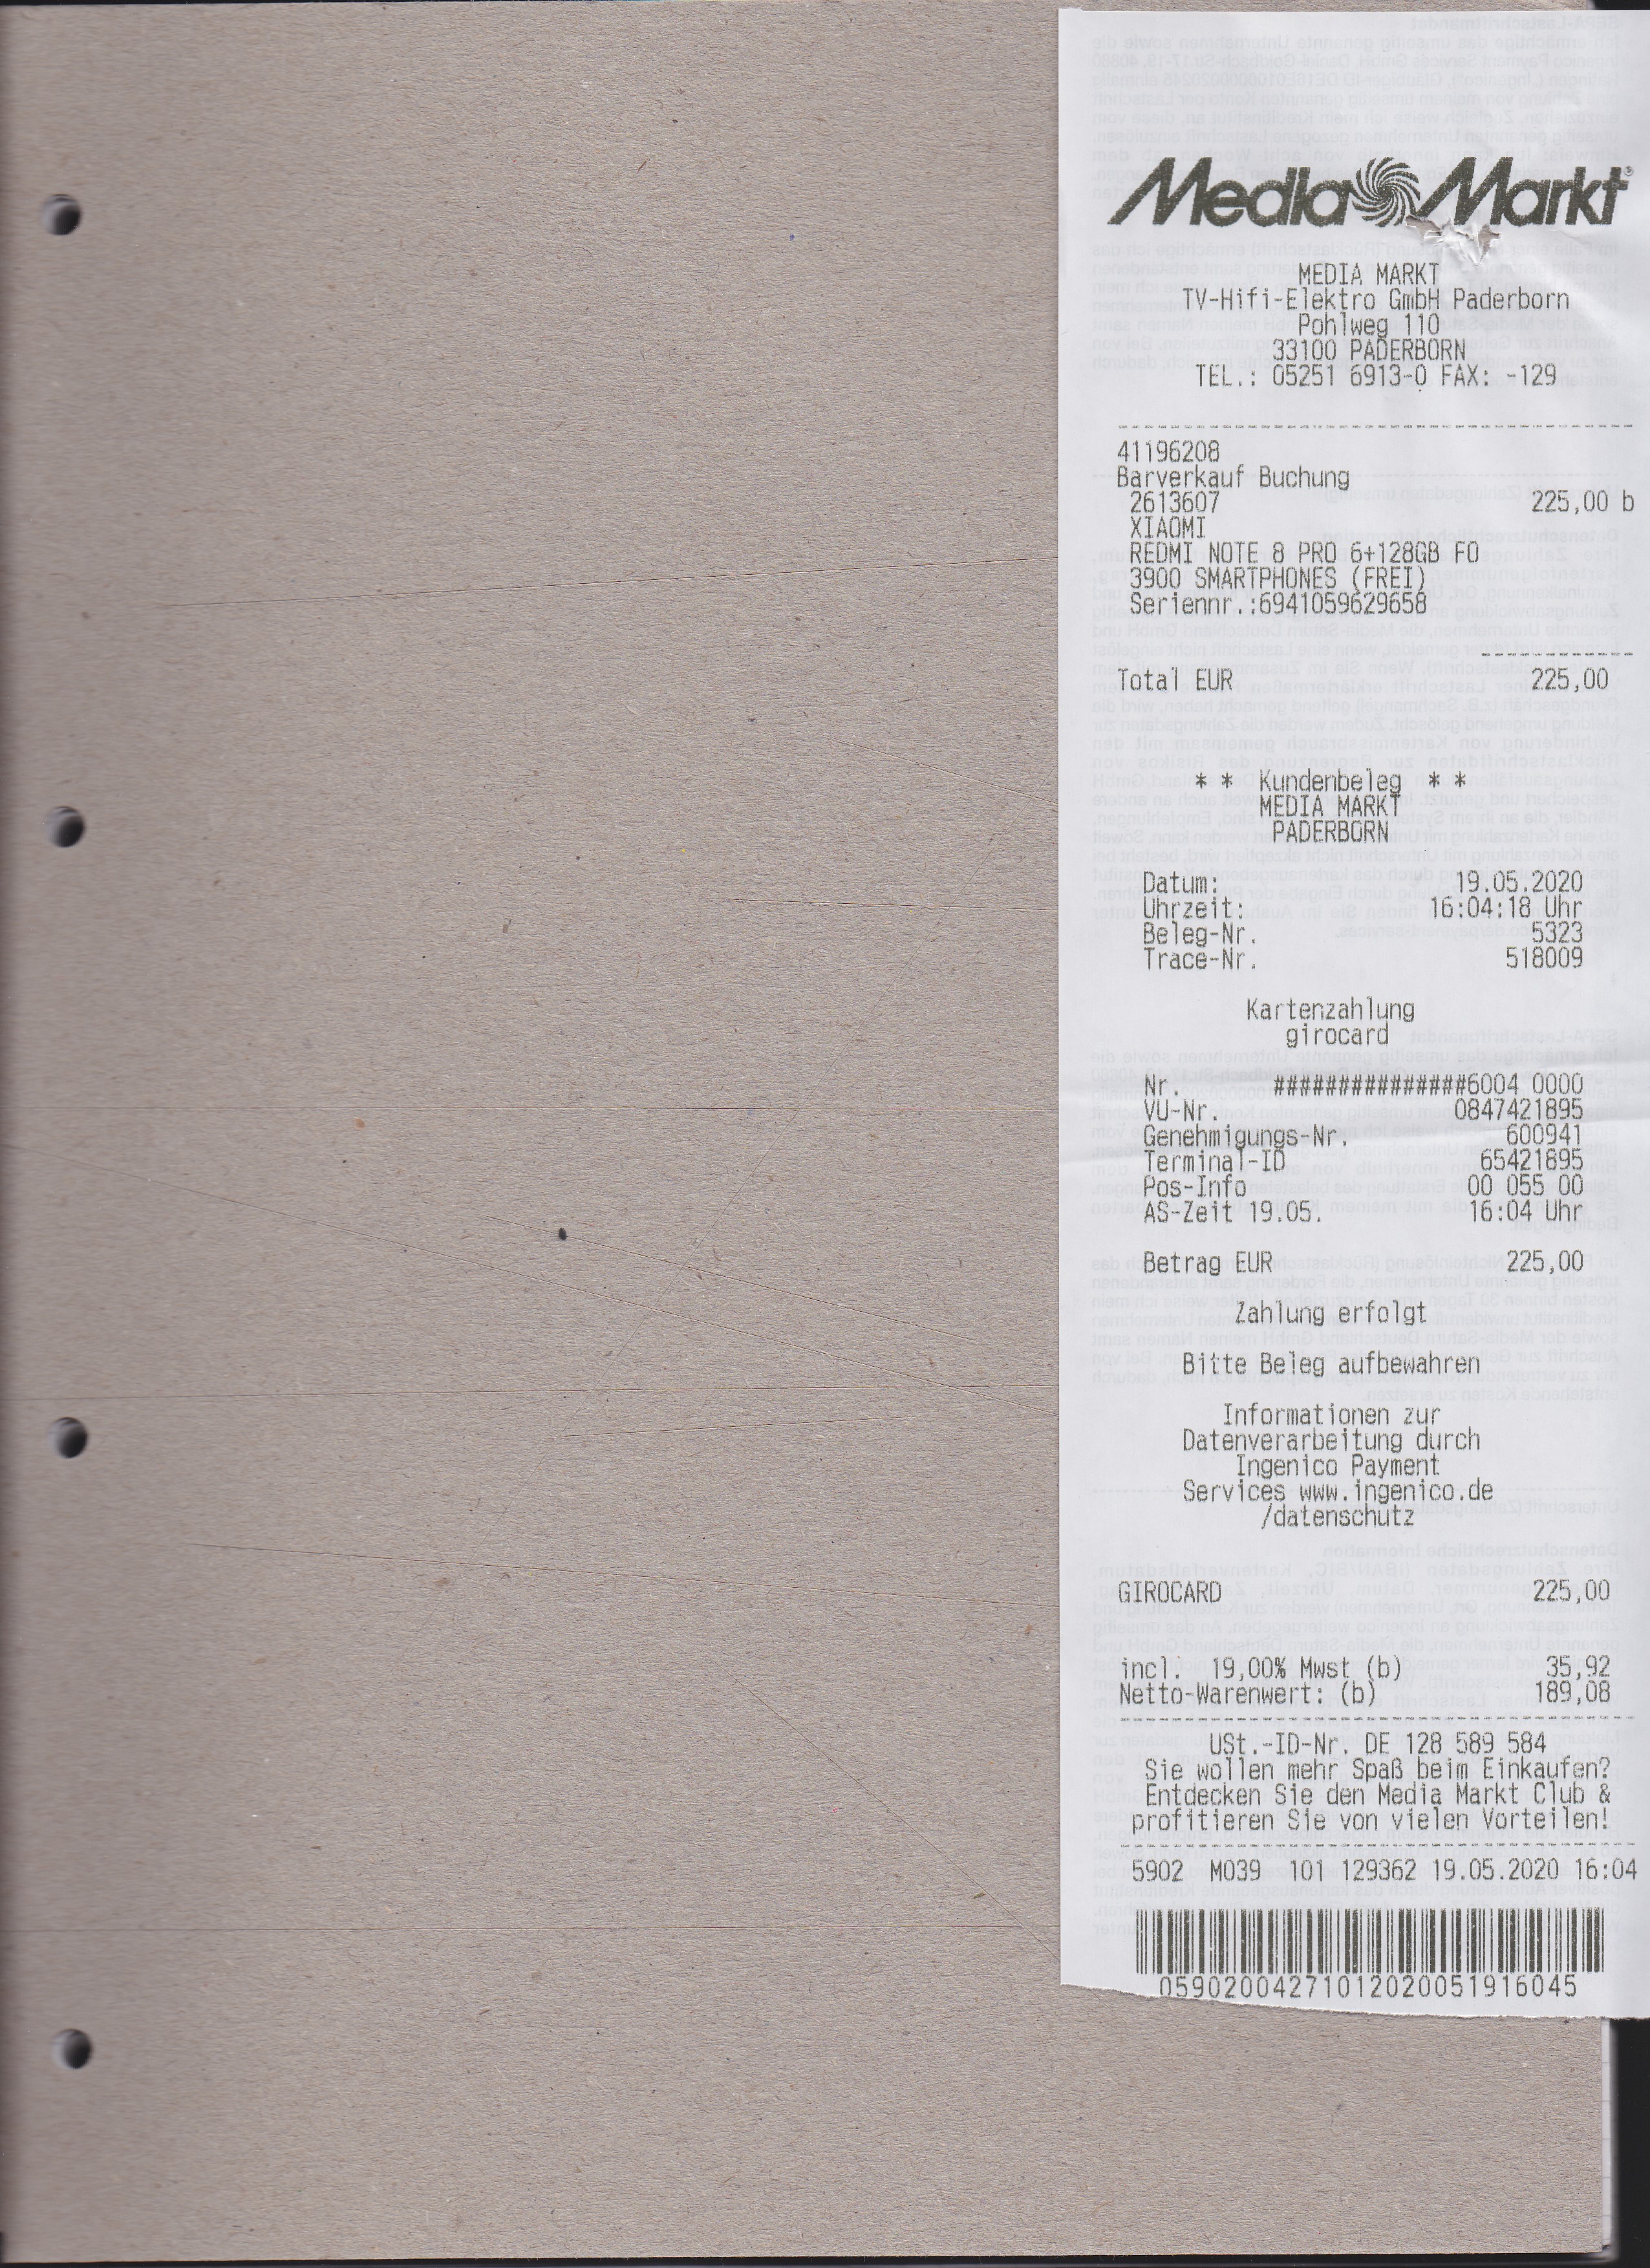 Media Markt®
MEDIA MARKT
TV-Hifi-Elektro GmbH Paderborn
Pohlweg 110
33100 PADERBORN
TEL.: 05251 6913-0 FAX: -129
41196208
Barverkauf Buchung
2613607 225,00 b
XIAOMI
REDMI NOTE 8 PRO 6+128GB FO
3900 SMARTPHONES (FREI)
Seriennr.:6941059629658
Total EUR 225,00
* * Kundenbeleg * *
MEDIA MARKT
PADERBORN
Datum: 19.05.2020
Uhrzeit: 16:04:18 Uhr
Beleg-Nr. 5323
Trace-Nr. 518009
Kartenzahlung
girocard
Nr. ###############6004 0000
VU-Nr. 0847421895
Genehmigungs-Nr. 600941
Terminal-ID 65421895
Pos-Info 00 055 00
AS-Zeit 19.05. 16:04 Uhr
Betrag EUR 225,00
Zahlung erfolgt
Bitte Beleg aufbewahren
Informationen zur
Datenverarbeitung durch
Ingenico Payment
Services www.ingenico.de
/datenschutz
GIROCARD 225,00
incl. 19,00% Mwst (b) 35,92
Netto-Warenwert: (b) 189,08
USt.-ID-Nr. DE 128 589 584
Sie wollen mehr Spaß beim Einkaufen?
Entdecken Sie den Media Markt Club &
profitieren Sie von vielen Vorteilen!
5902 M039 101 129362 19.05.2020 16:04
0590200427101202005191604​5